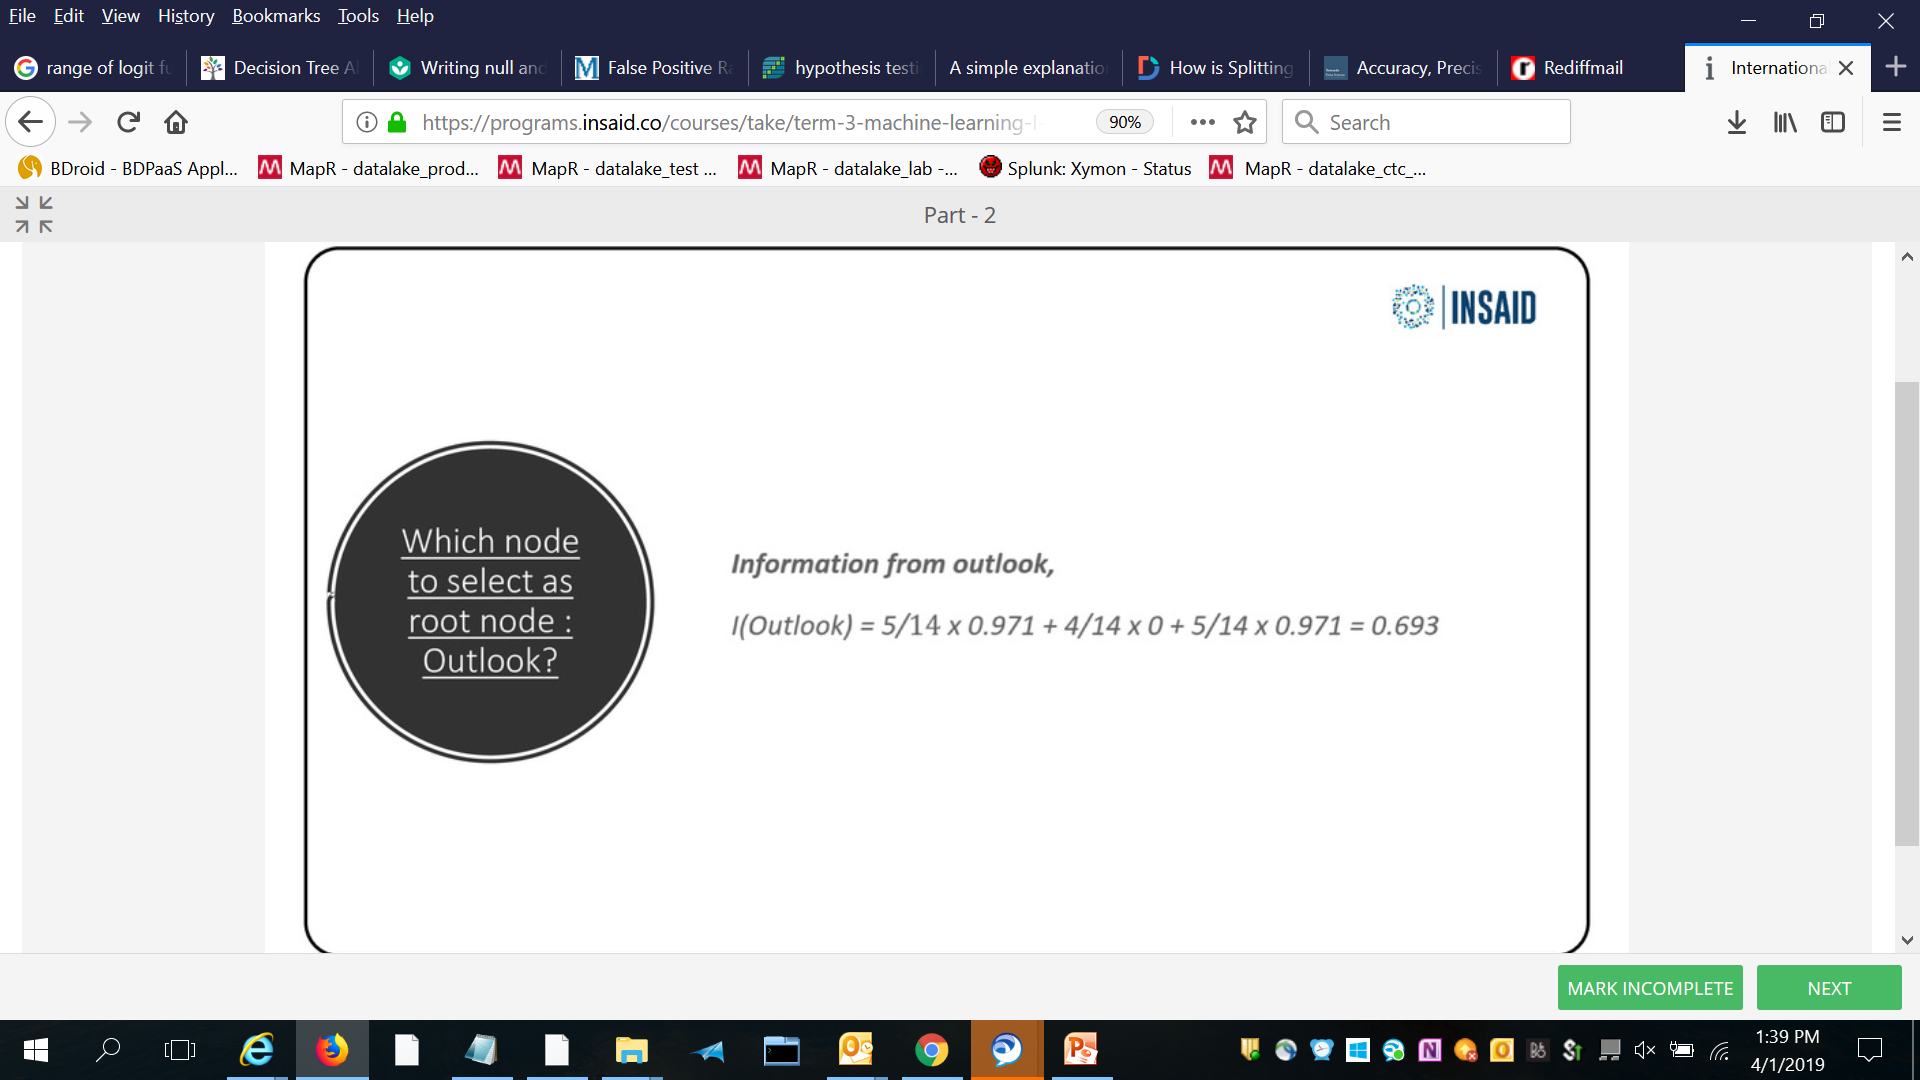 File Edit View History Bookmarks Tools Help
range of logit fu
Decision Tree Al
Writing null and
False Positive Ra
hypothesis testi
A simple explanatio
How is Splitting
Accuracy, Precis
Rediffmail
Internationa
https://programs.insaid.co/courses/take/term-3-machine-learning-l
90%
Search
BDroid - BDPaaS Appl...
MapR - datalake_prod...
MapR - datalake_test ...
MapR - datalake_lab -...
Splunk: Xymon - Status
MapR - datalake_ctc_...
Part - 2
INSAID
Which node
to select as
root node :
Outlook?
Information from outlook,
I(Outlook) = 5/14 x 0.971 + 4/14 x 0 + 5/14 x 0.971 = 0.693
MARK INCOMPLETE
NEXT
1:39 PM
4/1/2019